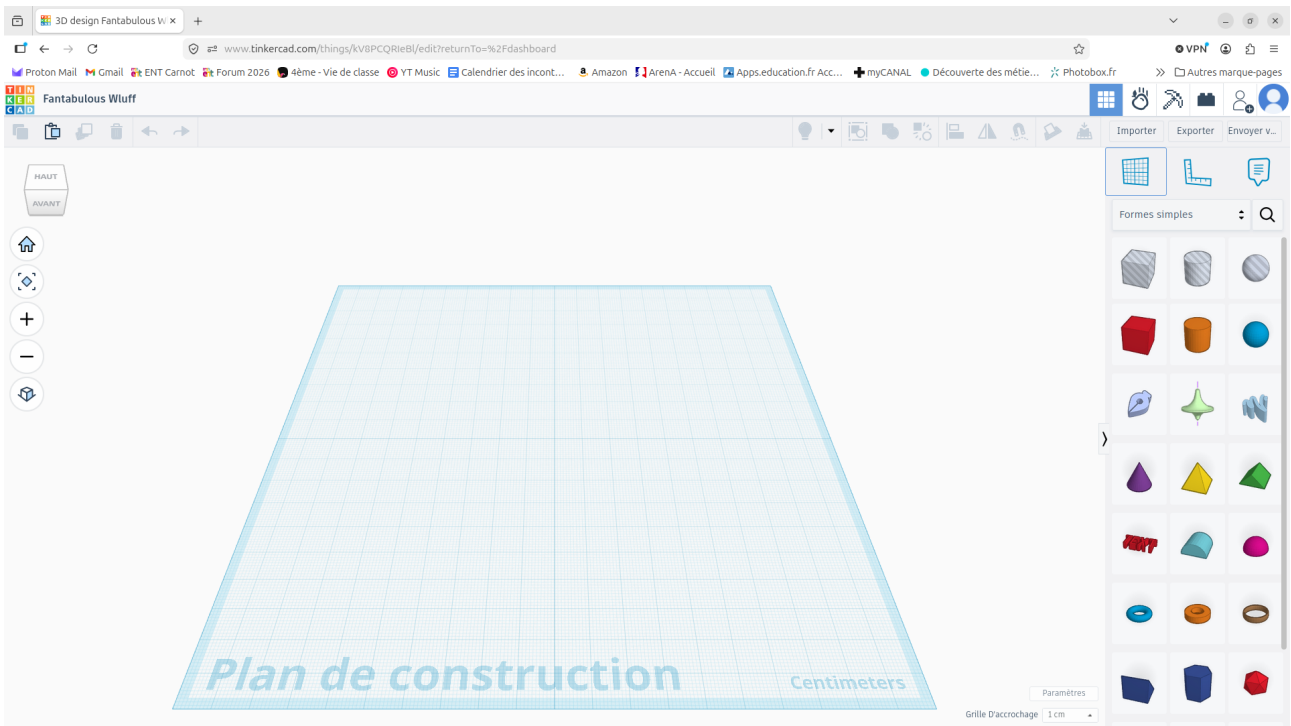 3D design Fantabulous W
www.tinkercad.com/things/kV8PCQRIeBl/edit?returnTo=%2Fdashboard
VPN
Proton Mail Gmail ENT Carnot Forum 2026 4ème - Vie de classe YT Music Calendrier des incont... Amazon ArenA - Accueil Apps.education.fr Acc... myCANAL Découverte des métie... Photobox.fr Autres marque-pages
TINKERCAD Fantabulous Wluff
Importer Exporter Envoyer v...
HAUT
AVANT
Formes simples
TEXT
Plan de construction
Centimeters
Paramètres
Grille D'accrochage 1 cm